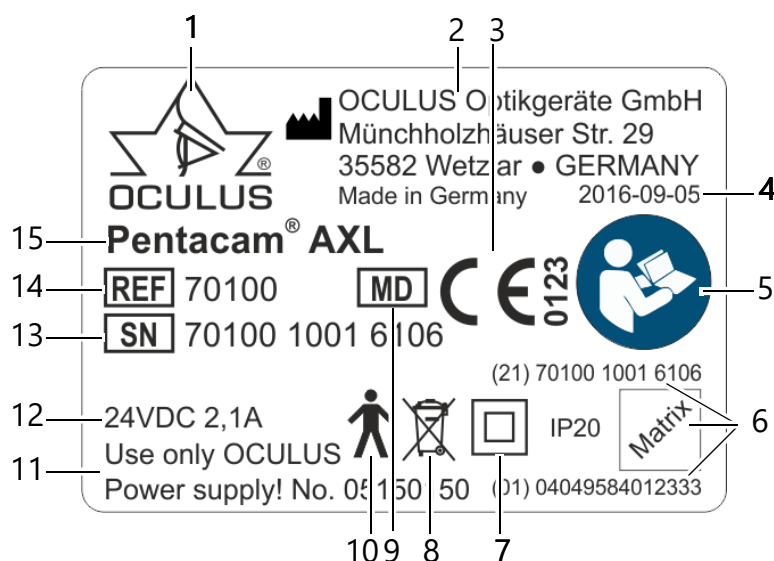 1
2
3
OCULUS
®
OCULUS Optikgeräte GmbH
Münchholzhäuser Str. 29
35582 Wetzlar ● GERMANY
Made in Germany 2016-09-05
4
15
Pentacam® AXL
14
REF 70100
MD
CE 0123
5
13
SN 70100 1001 6106
(21) 70100 1001 6106
12
24VDC 2,1A
IP20
Matrix
6
11
Use only OCULUS
Power supply! No. 05150150
(01) 04049584012333
10
9
8
7